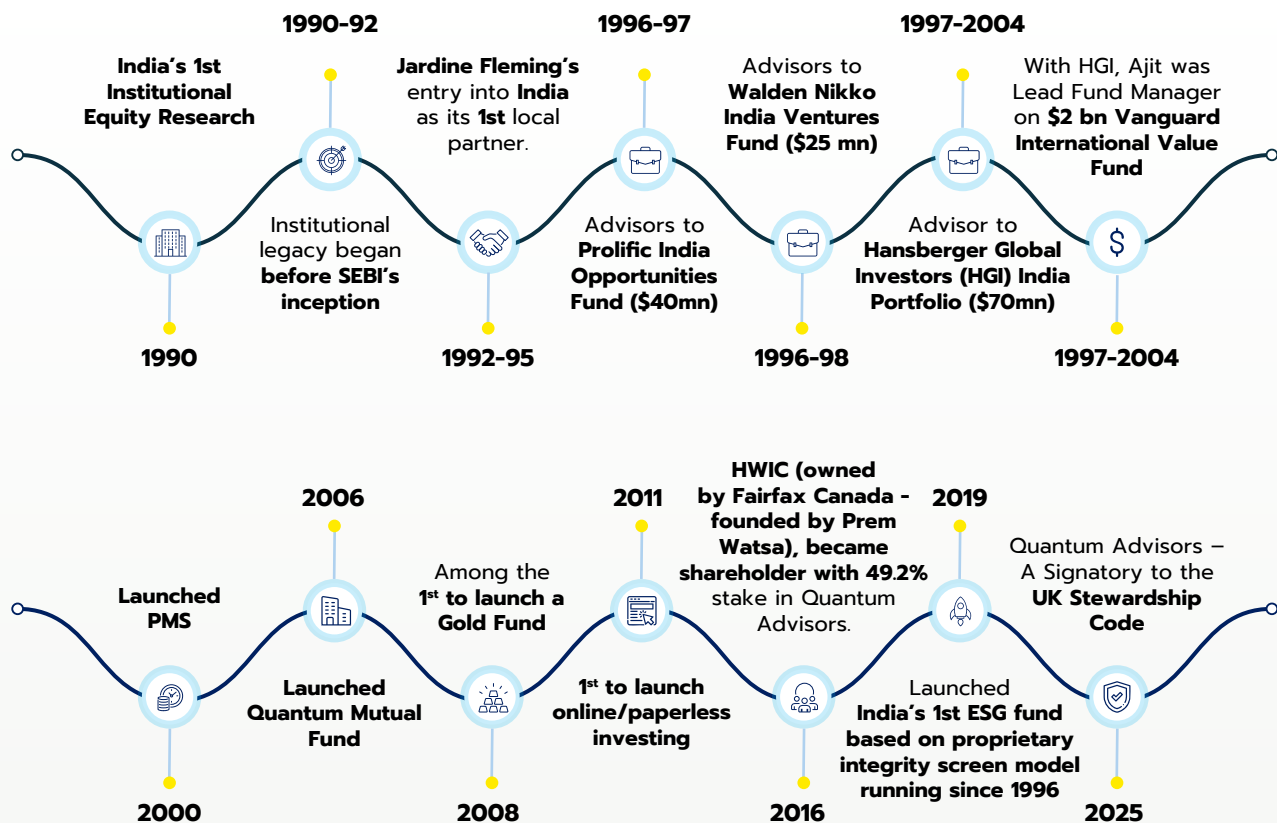 1990
India's 1st
Institutional
Equity Research
1990-92
Institutional
legacy began
before SEBI's
inception
1992-95
Jardine Fleming's
entry into India
as its 1st local
partner.
1996-97
Advisors to
Prolific India
Opportunities
Fund ($40mn)
1996-98
Advisors to
Walden Nikko
India Ventures
Fund ($25 mn)
1997-2004
Advisor to
Hansberger Global
Investors (HGI) India
Portfolio ($70mn)
1997-2004
With HGI, Ajit was
Lead Fund Manager
on $2 bn Vanguard
International Value
Fund
$
2000
Launched
PMS
2006
Launched
Quantum Mutual
Fund
2008
Among the
1st to launch a
Gold Fund
2011
1st to launch
online/paperless
investing
2016
HWIC (owned
by Fairfax Canada -
founded by Prem
Watsa), became
shareholder with 49.2%
stake in Quantum
Advisors.
2019
Launched
India's 1st ESG fund
based on proprietary
integrity screen model
running since 1996
2025
Quantum Advisors –
A Signatory to the
UK Stewardship
Code